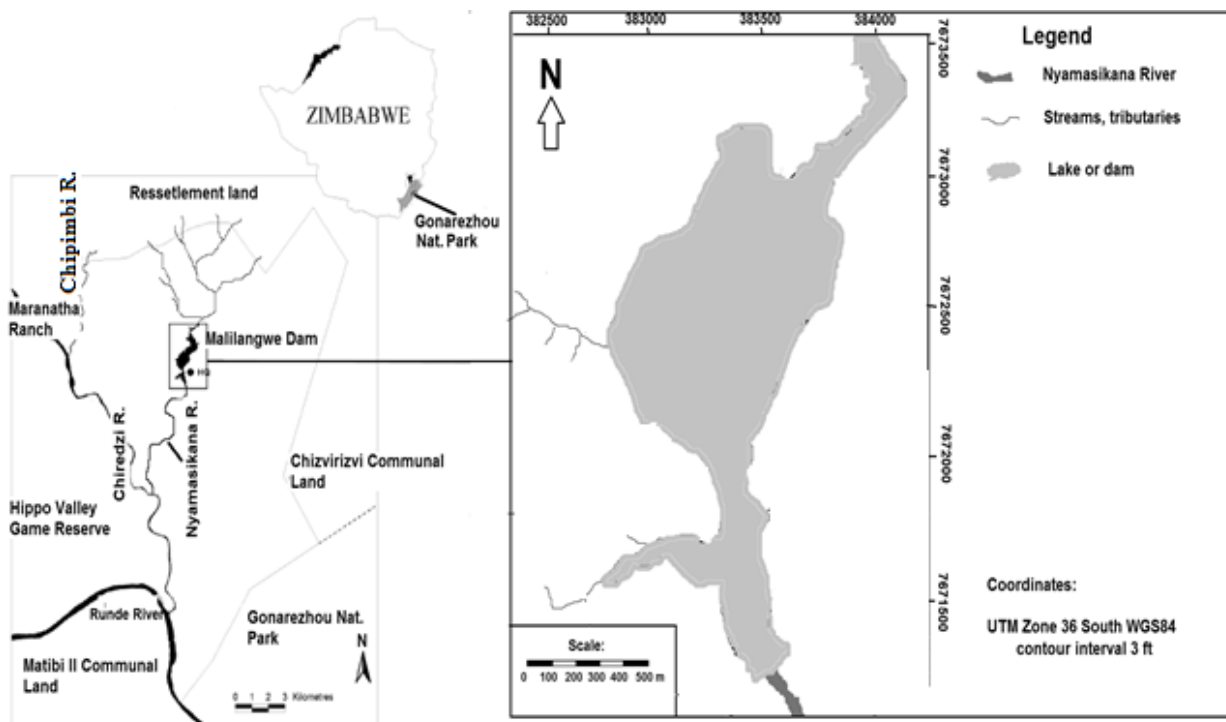 ZIMBABWE
Gonarezhou
Nat. Park
Ressetlement land
Chipimbi R.
Maranatha
Ranch
Malilangwe Dam
HQ
Chiredzi R.
Nyamasikana R.
Chizvirizvi Communal
Land
Hippo Valley
Game Reserve
Runde River
Gonarezhou Nat.
Park
Matibi II Communal
Land
N
0 1 2 3 Kilometres
382500 383000 383500 384000
N
7673500
7673000
7672500
7672000
7671500
Scale:
0 100 200 300 400 500 m
Legend
Nyamasikana River
Streams, tributaries
Lake or dam
Coordinates:
UTM Zone 36 South WGS84
contour interval 3 ft